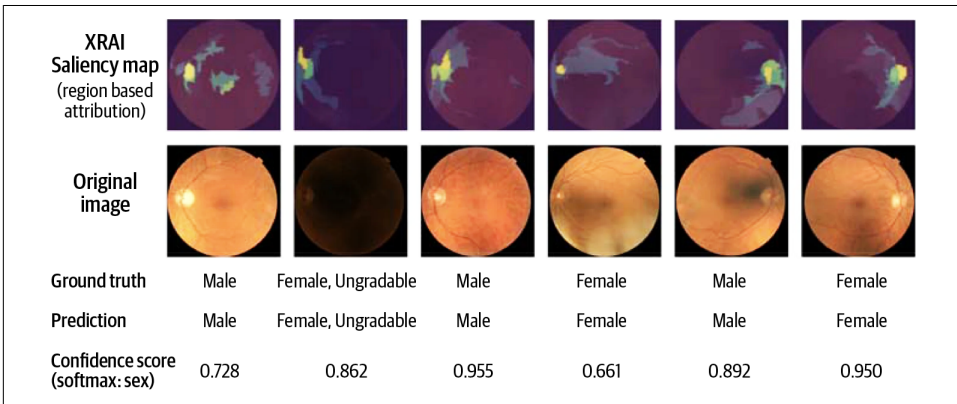 XRAI
Saliency map
(region based
attribution)
Original
image
Ground truth Male Female, Ungradable Male Female Male Female
Prediction Male Female, Ungradable Male Female Male Female
Confidence score
(softmax: sex) 0.728 0.862 0.955 0.661 0.892 0.950